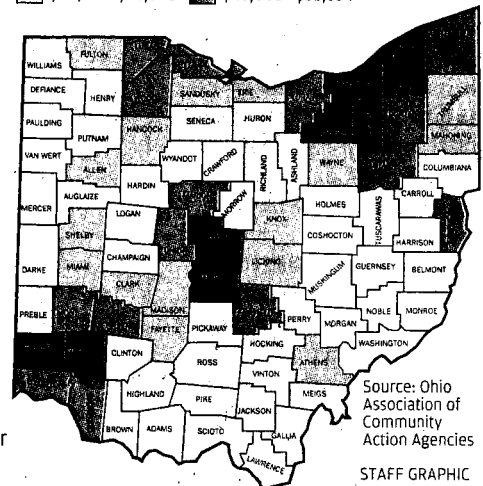 FULTON
WILLIAMS
DEFIANCE
HENRY
SANDUSKY
ERIE
TRUMBULL
PAULDING
SENECA
HURON
MAHONING
PUTNAM
HANCOCK
VAN WERT
WYANDOT
CRAWFORD
RICHLAND
ASHLAND
WAYNE
COLUMBIANA
ALLEN
CARROLL
HARDIN
MERCER
AUGLAIZE
MORROW
HOLMES
TUSCARAWAS
LOGAN
KNOX
COSHOCTON
HARRISON
SHELBY
CHAMPAIGN
LICKING
GUERNSEY
BELMONT
DARKE
MIAMI
MUSKINGUM
CLARK
MADISON
NOBLE
MONROE
PREBLE
PERRY
FAYETTE
PICKAWAY
MORGAN
HOCKING
WASHINGTON
CLINTON
ROSS
ATHENS
VINTON
HIGHLAND
PIKE
JACKSON
MEIGS
BROWN
ADAMS
SCIOTO
GALLIA
LAWRENCE
Source: Ohio
Association of
Community
Action Agencies
STAFF GRAPHIC